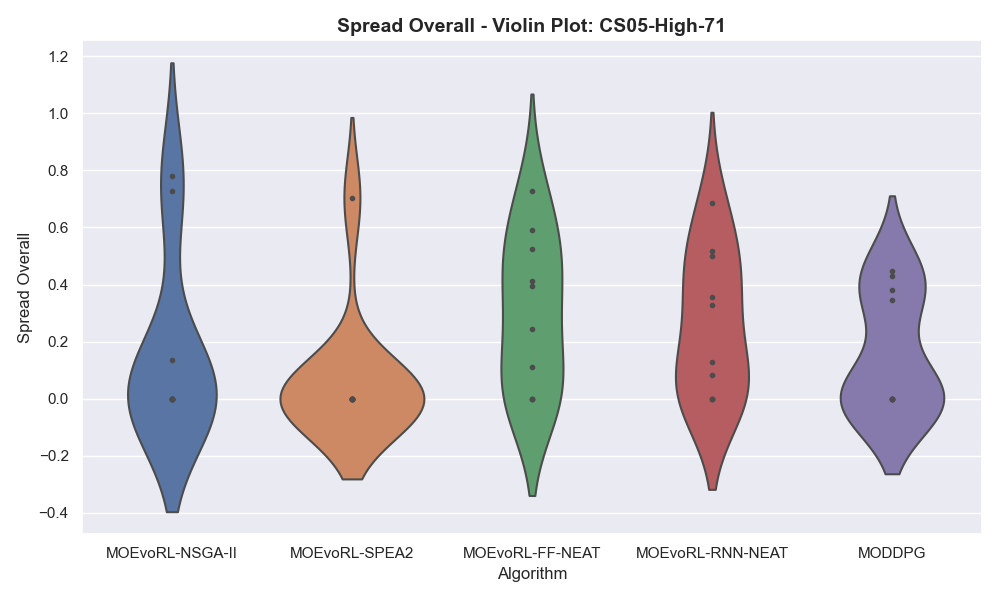 Spread Overall - Violin Plot: CS05-High-71
Spread Overall
1.2
1.0
0.8
0.6
0.4
0.2
0.0
−0.2
−0.4
MOEvoRL-NSGA-II MOEvoRL-SPEA2 MOEvoRL-FF-NEAT MOEvoRL-RNN-NEAT MODDPG
Algorithm